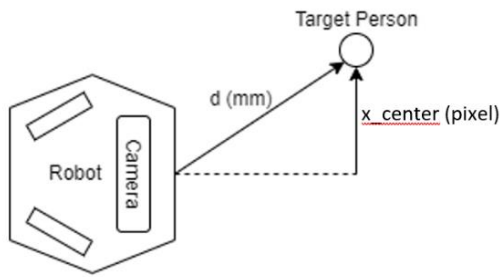 Target Person
d (mm)
x_center (pixel)
Robot
Camera